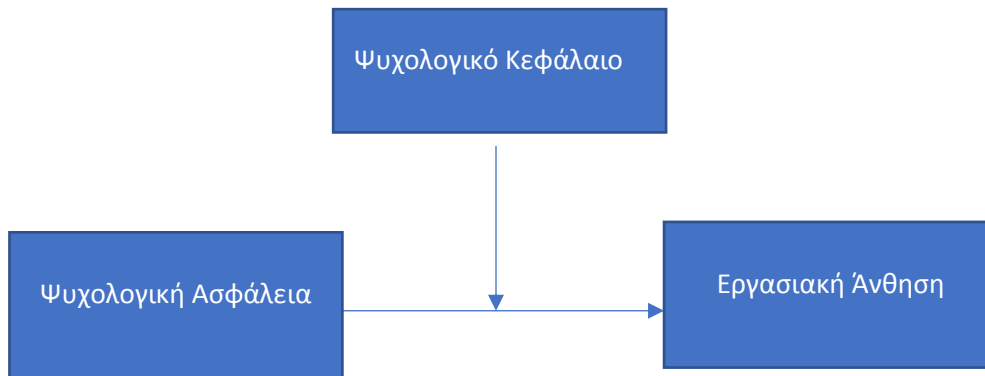 Ψυχολογικό Κεφάλαιο
Ψυχολογική Ασφάλεια
Εργασιακή Άνθηση